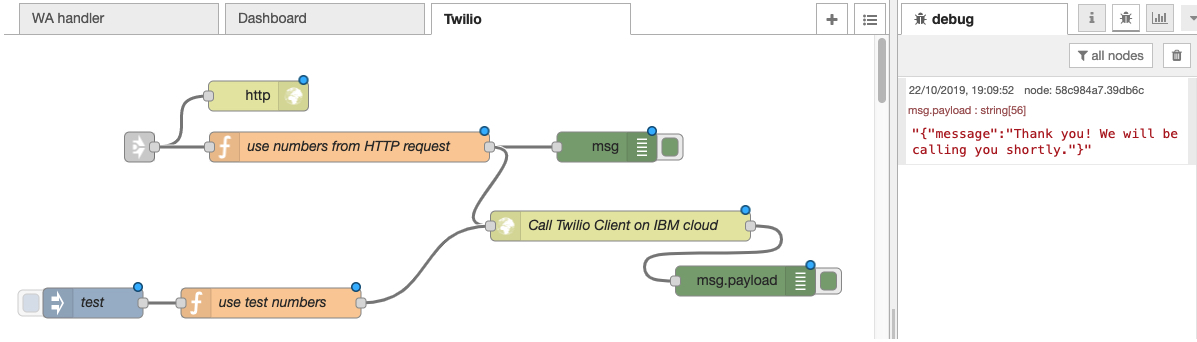 WA handler
Dashboard
Twilio
debug
all nodes
http
use numbers from HTTP request
msg
Call Twilio Client on IBM cloud
msg.payload
test
use test numbers
22/10/2019, 19:09:52 node: 58c984a7.39db6c
msg.payload : string[56]
"{"message":"Thank you! We will be
calling you shortly."}"